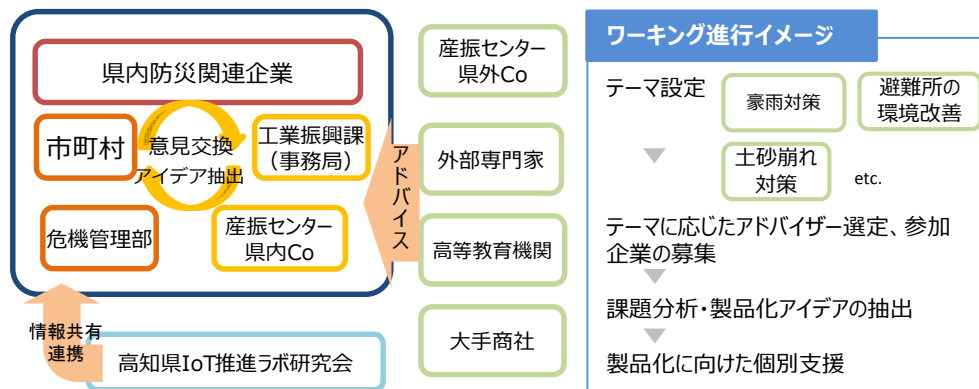 県内防災関連企業
市町村
意見交換
アイデア抽出
工業振興課
（事務局）
危機管理部
産振センター
県内Co
情報共有
連携
高知県IoT推進ラボ研究会
アドバイス
産振センター
県外Co
外部専門家
高等教育機関
大手商社
ワーキング進行イメージ
テーマ設定
豪雨対策
避難所の
環境改善
土砂崩れ
対策
etc.
テーマに応じたアドバイザー選定、参加
企業の募集
課題分析・製品化アイデアの抽出
製品化に向けた個別支援